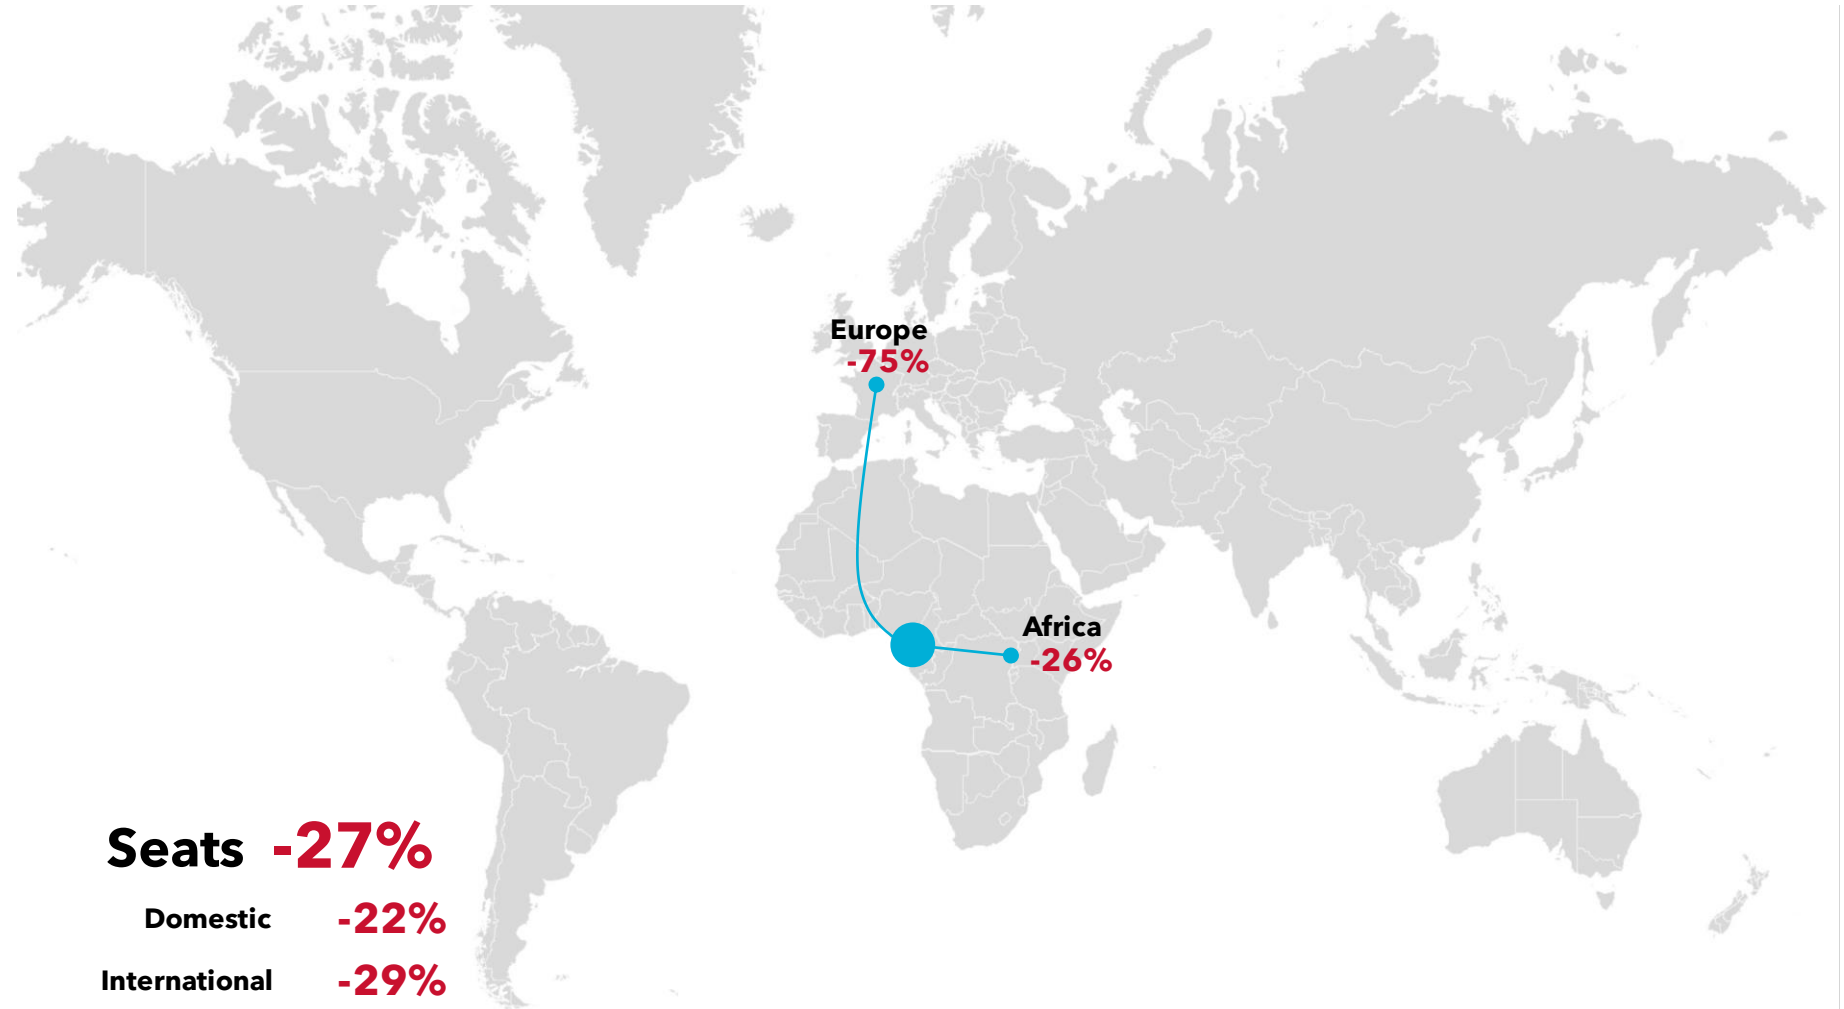 Europe
-75%
Africa
-26%
Seats -27%
Domestic -22%
International -29%